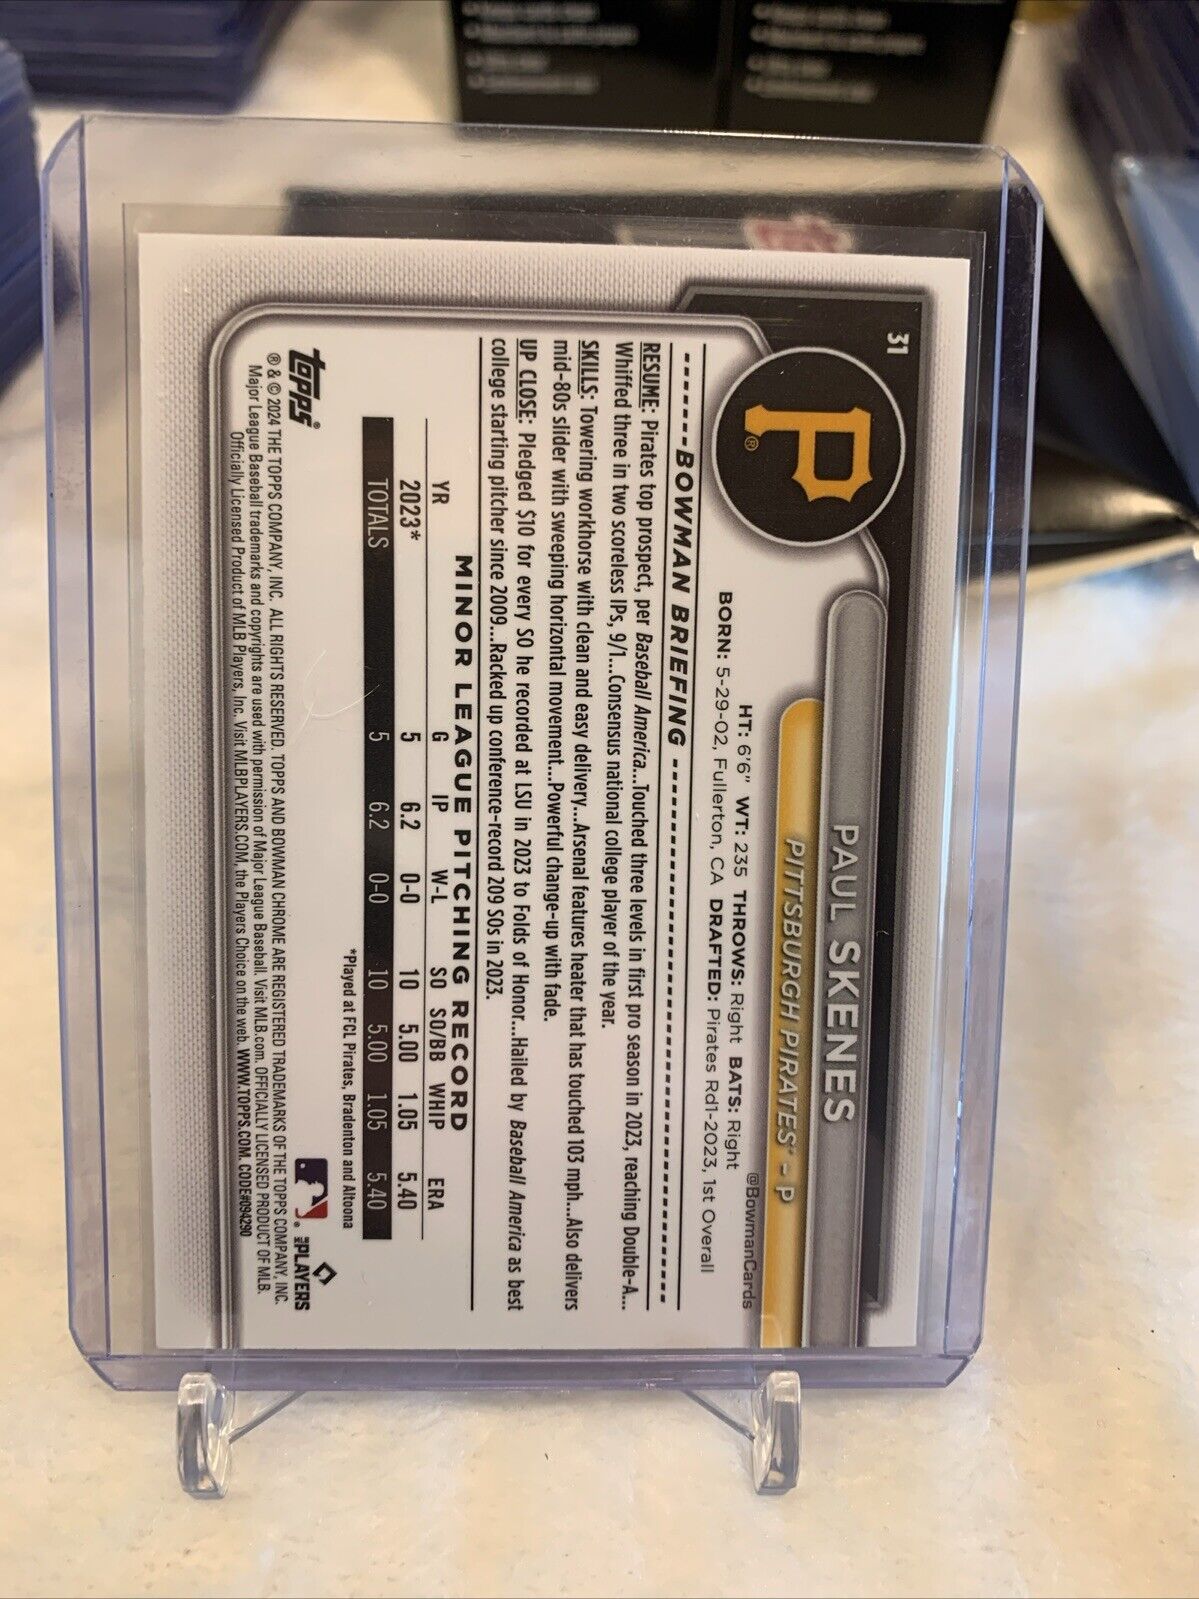 31
P®
PAUL SKENES
PITTSBURGH PIRATES® - P
@BowmanCards
HT: 6'6" WT: 235 THROWS: Right BATS: Right
BORN: 5-29-02, Fullerton, CA DRAFTED: Pirates Rd1-2023, 1st Overall
BOWMAN BRIEFING
RESUME: Pirates top prospect, per Baseball America...Touched three levels in first pro season in 2023, reaching Double-A...
Whiffed three in two scoreless IPs, 9/1...Consensus national college player of the year.
SKILLS: Towering workhorse with clean and easy delivery...Arsenal features heater that has touched 103 mph...Also delivers
mid-80s slider with sweeping horizontal movement...Powerful change-up with fade.
UP CLOSE: Pledged $10 for every SO he recorded at LSU in 2023 to Folds of Honor...Hailed by Baseball America as best
college starting pitcher since 2009...Racked up conference-record 209 SOs in 2023.
MINOR LEAGUE PITCHING RECORD
YR G IP W-L SO SO/BB WHIP ERA
2023* 5 6.2 0-0 10 5.00 1.05 5.40
TOTALS 5 6.2 0-0 10 5.00 1.05 5.40
*Played at FCL Pirates, Bradenton and Altoona
topps®
MLB PLAYERS
® & © 2024 THE TOPPS COMPANY, INC. ALL RIGHTS RESERVED. TOPPS AND BOWMAN CHROME ARE REGISTERED TRADEMARKS OF THE TOPPS COMPANY, INC.
Major League Baseball trademarks and copyrights are used with permission of Major League Baseball. Visit MLB.com. OFFICIALLY LICENSED PRODUCT OF MLB
Officially Licensed Product of MLB Players, Inc. Visit MLBPLAYERS.COM, the Players Choice on the web. WWW.TOPPS.COM. CODE#094290